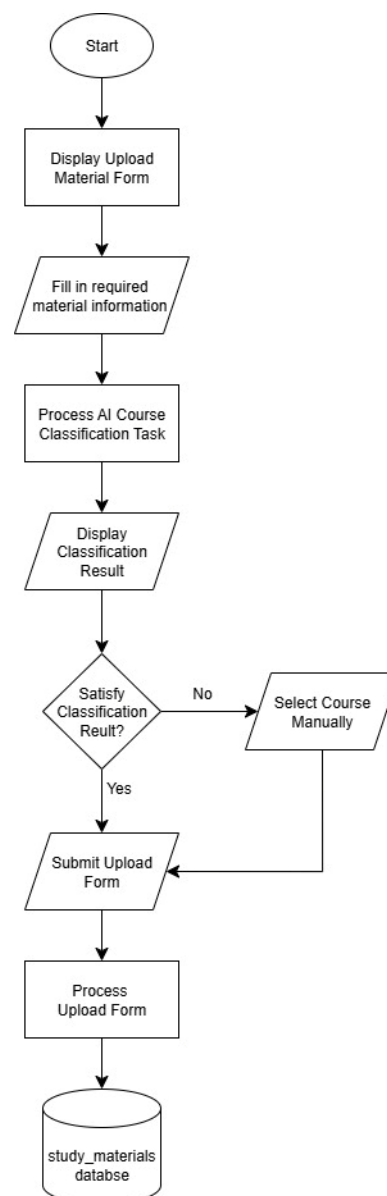 Start
Display Upload
Material Form
Fill in required
material information
Process AI Course
Classification Task
Display
Classification
Result
Satisfy
Classification
Reult?
No
Select Course
Manually
Yes
Submit Upload
Form
Process
Upload Form
study_materials
databse